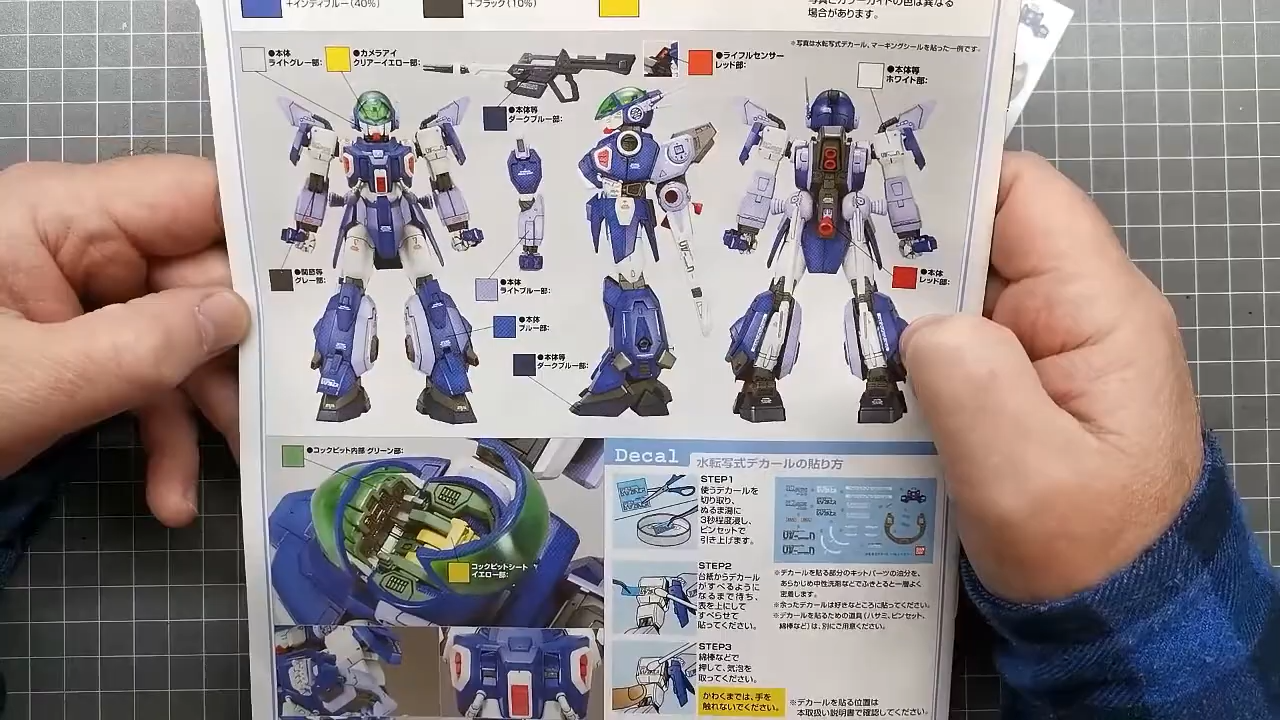 +インディブルー(40%)
+ブラック(10%)
場合があります。
※写真は水転写式デカール、マーキングシールを貼った一例です。
●本体
ライトグレー部:
●カメラアイ
クリアーイエロー部:
●ライフルセンサー
レッド部:
●本体等
ホワイト部:
●本体等
ダークブルー部:
●関節等
グレー部:
●本体
ライトブルー部:
●本体
レッド部:
●本体
ブルー部:
●本体等
ダークブルー部:
●コックピット内部 グリーン部:
コックピットシート
イエロー部:
Decal 水転写式デカールの貼り方
STEP1
使うデカールを
切り取り、
ぬるま湯に
3秒程度浸し、
ピンセットで
引き上げます。
STEP2
台紙からデカール
がすべるように
なるまで待ち、
表を上にして
すべらせて
貼ってください。
STEP3
綿棒などで
押して、気泡を
取ってください。
かわくまでは、手を
触れないでください。
※デカールを貼る部分のキットパーツの油分を、
あらかじめ中性洗剤などでふきとると一層よく
密着します。
※余ったデカールは好きなところに貼ってください。
※デカールを貼るための道具(ハサミ、ピンセット、
綿棒など)は、別にご用意ください。
※デカールを貼る位置は
本取扱い説明書で確認してください。